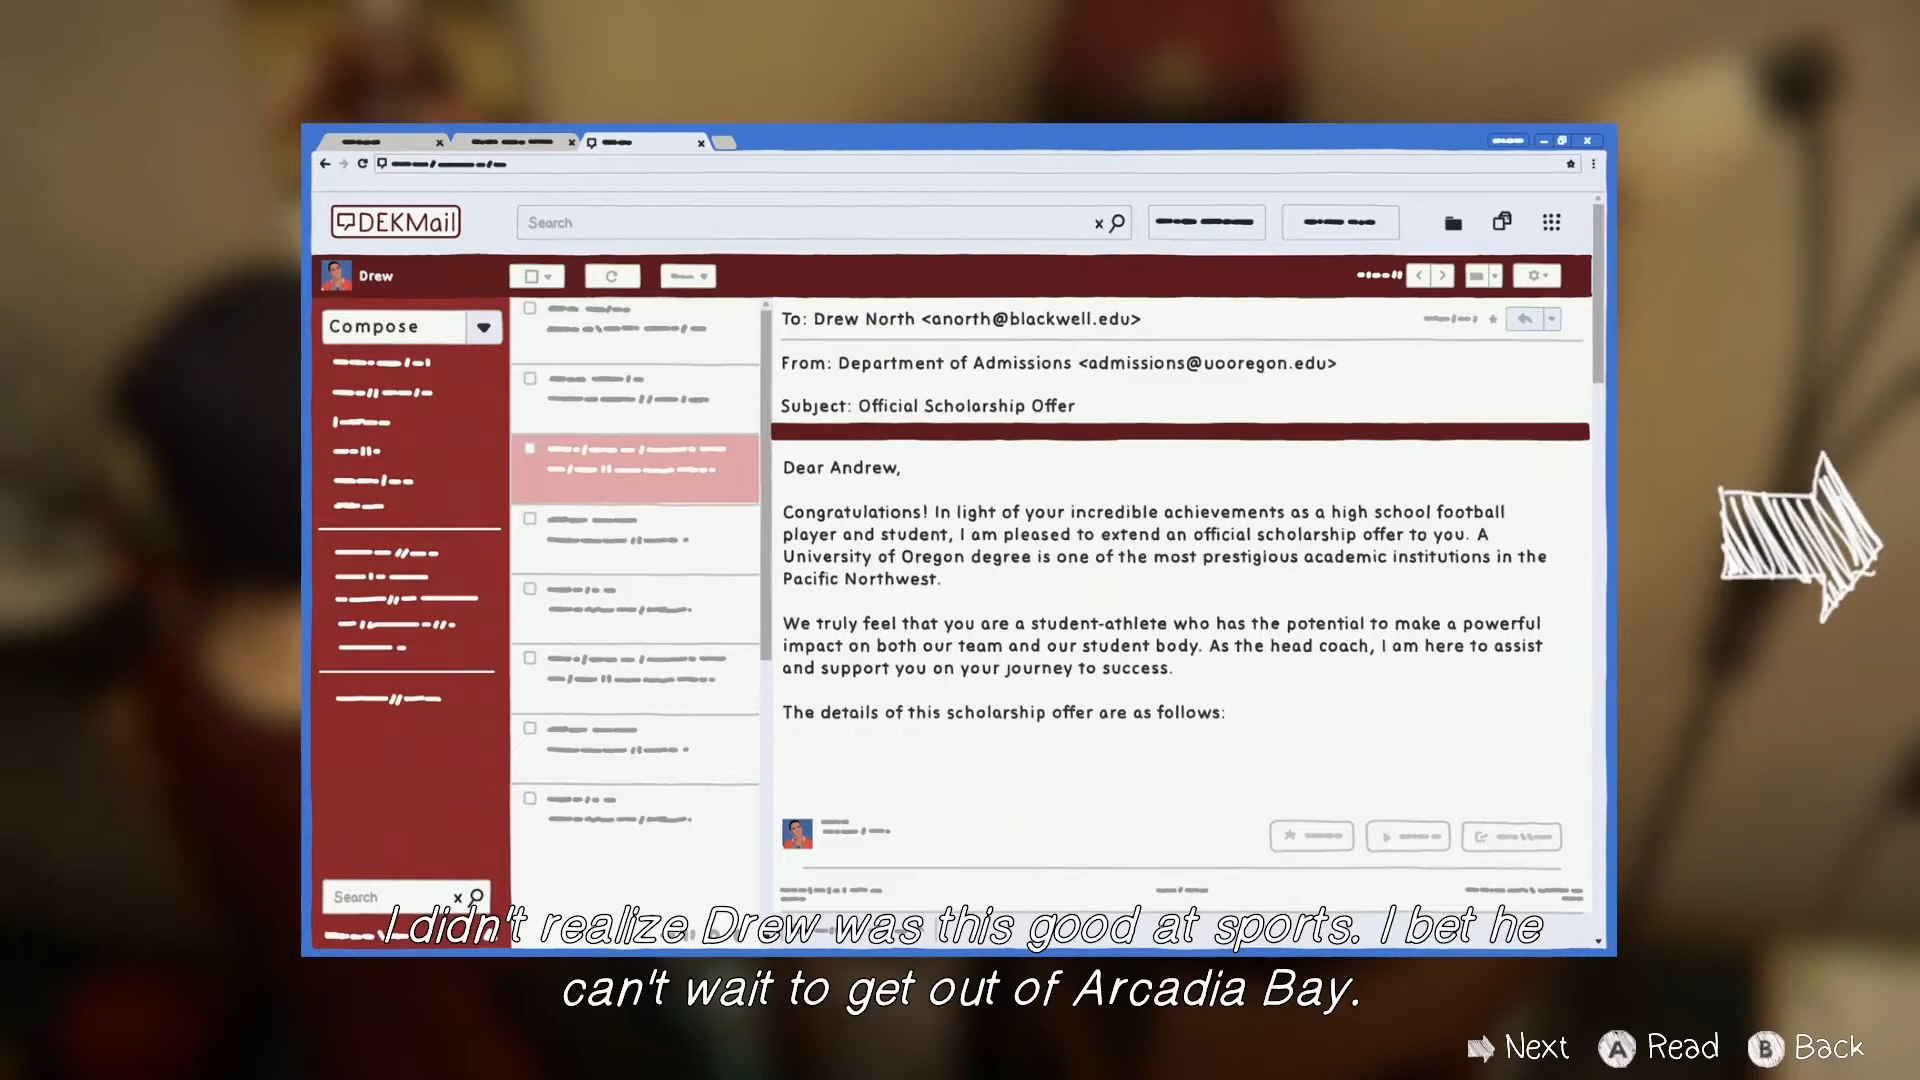 DEKMail
Search
Drew
Compose
To: Drew North <anorth@blackwell.edu>
From: Department of Admissions <admissions@uooregon.edu>
Subject: Official Scholarship Offer
Dear Andrew,
Congratulations! In light of your incredible achievements as a high school football
player and student, I am pleased to extend an official scholarship offer to you. A
University of Oregon degree is one of the most prestigious academic institutions in the
Pacific Northwest.
We truly feel that you are a student-athlete who has the potential to make a powerful
impact on both our team and our student body. As the head coach, I am here to assist
and support you on your journey to success.
The details of this scholarship offer are as follows:
Search
I didn't realize Drew was this good at sports. I bet he
can't wait to get out of Arcadia Bay.
Next A Read B Back